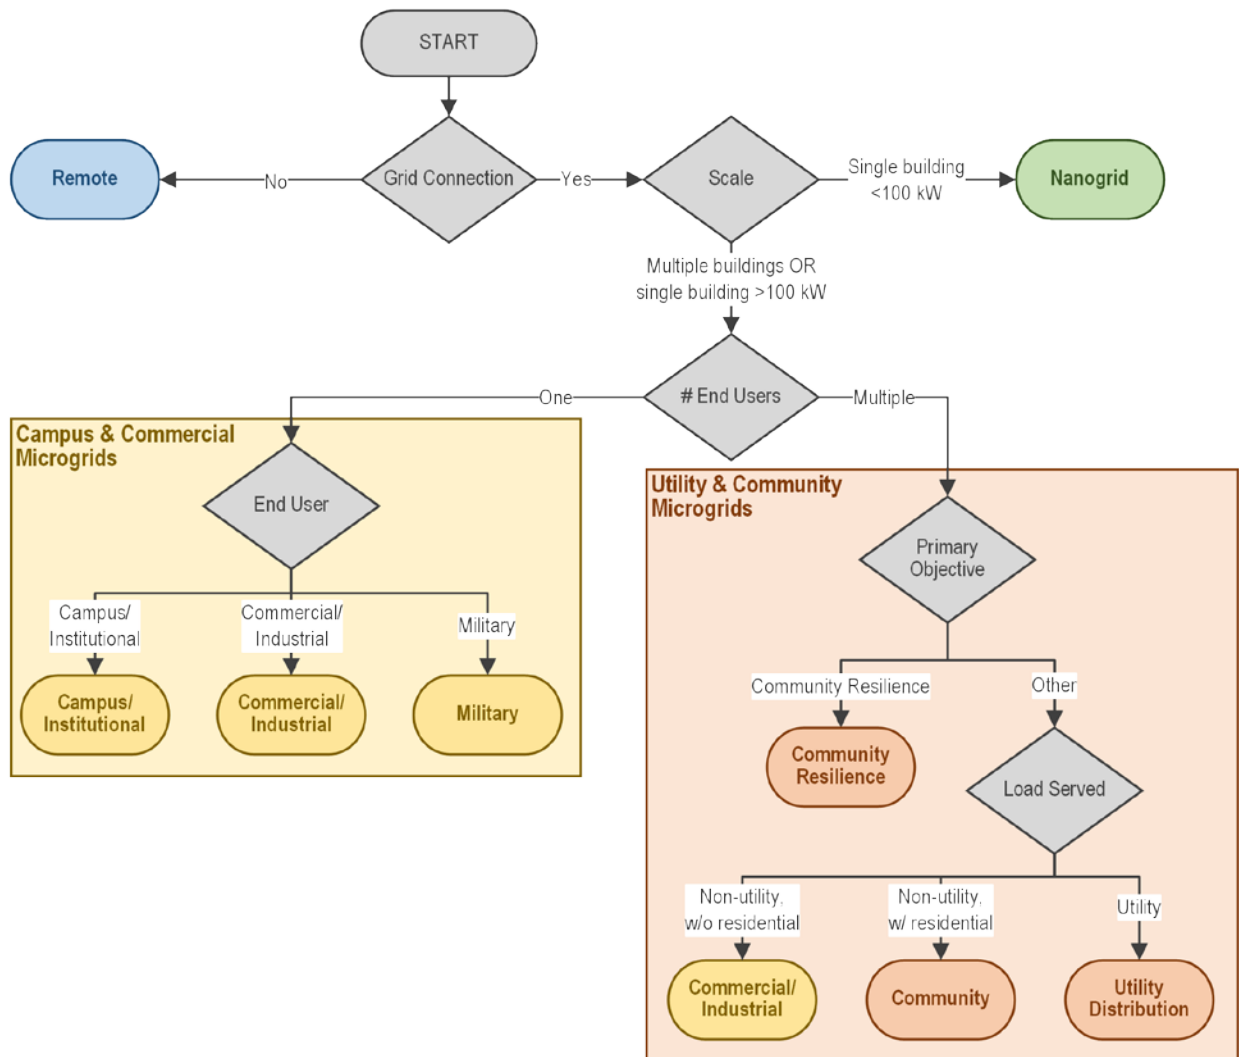 START
Remote
No
Grid Connection
Yes
Scale
Single building
<100 kW
Nanogrid
Multiple buildings OR
single building >100 kW
One
# End Users
Multiple
Campus & Commercial
Microgrids
End User
Campus/
Institutional
Commercial/
Industrial
Military
Campus/
Institutional
Commercial/
Industrial
Military
Utility & Community
Microgrids
Primary
Objective
Community Resilience
Other
Community
Resilience
Load Served
Non-utility,
w/o residential
Non-utility,
w/ residential
Utility
Commercial/
Industrial
Community
Utility
Distribution